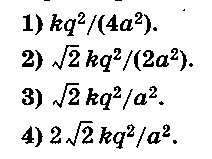 1) kq²/(4a²).
2) √2 kq²/(2a²).
3) √2 kq²/a².
4) 2√2 kq²/a².